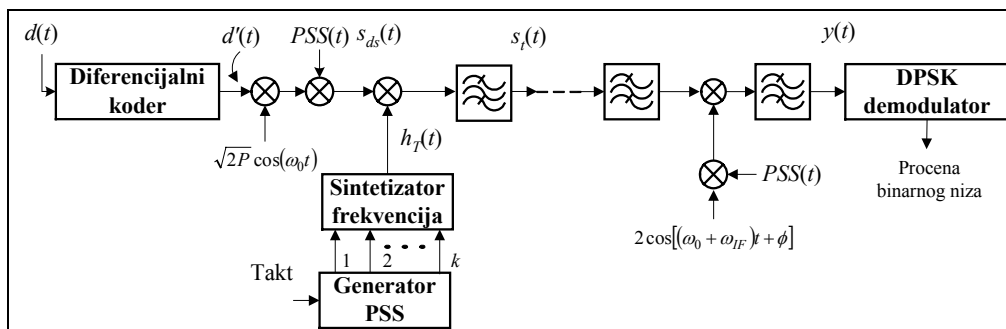 d(t)
d'(t)
PSS(t)
s_ds(t)
s_t(t)
y(t)
Diferencijalni
koder
DPSK
demodulator
√2P cos(ω₀t)
h_T(t)
Sintetizator
frekvencija
PSS(t)
Procena
binarnog niza
2cos[(ω₀ + ω_IF)t + ϕ]
1 2 • • • k
Takt
Generator
PSS